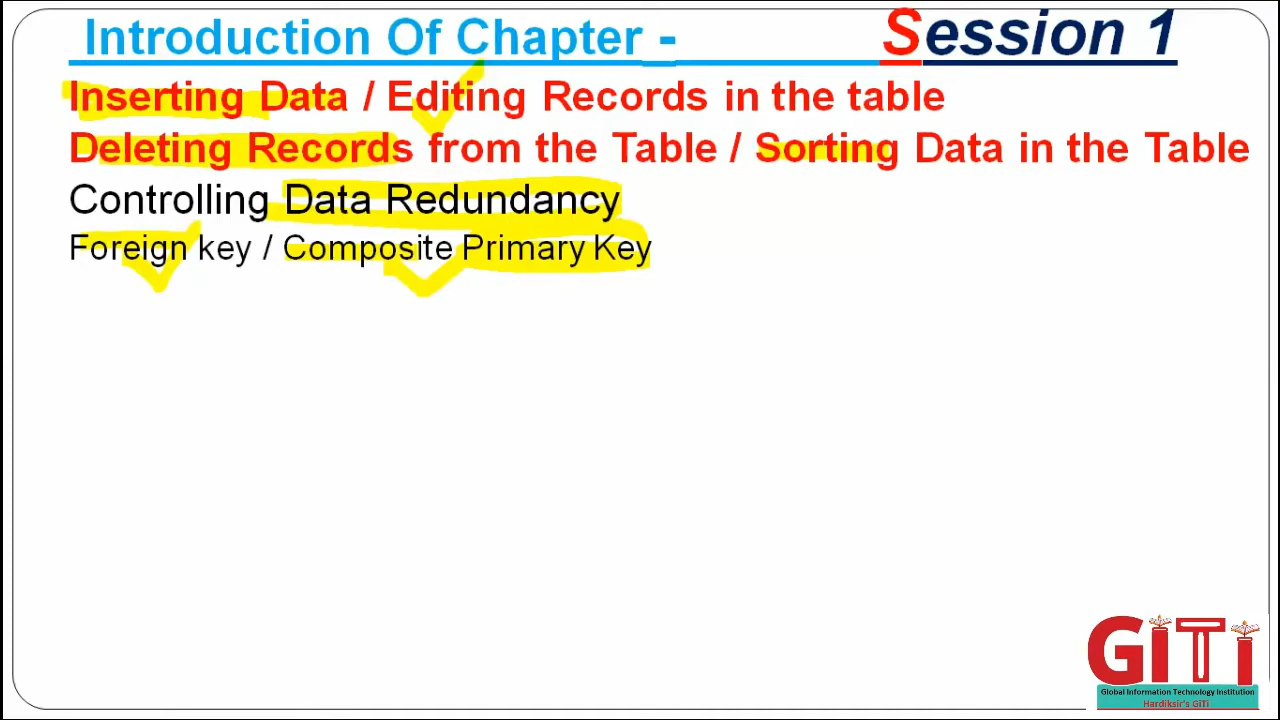 Introduction Of Chapter - Session 1
Inserting Data / Editing Records in the table
Deleting Records from the Table / Sorting Data in the Table
Controlling Data Redundancy
Foreign key / Composite Primary Key
GiTi
Global Information Technology Institution
Hardiksir's GiTi